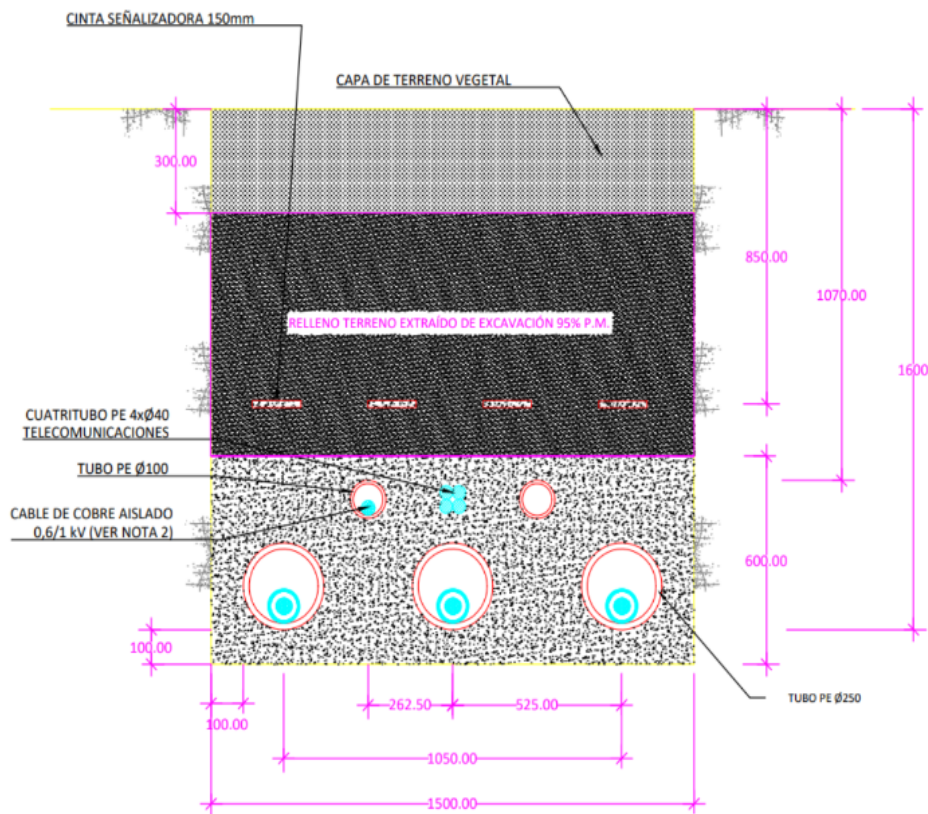 CINTA SEÑALIZADORA 150mm
CAPA DE TERRENO VEGETAL
300.00
850.00
1070.00
RELLENO TERRENO EXTRAÍDO DE EXCAVACIÓN 95% P.M.
1600
CUATRITUBO PE 4xØ40
TELECOMUNICACIONES
TUBO PE Ø100
CABLE DE COBRE AISLADO
0,6/1 kV (VER NOTA 2)
600.00
100.00
TUBO PE Ø250
262.50
525.00
100.00
1050.00
1500.00